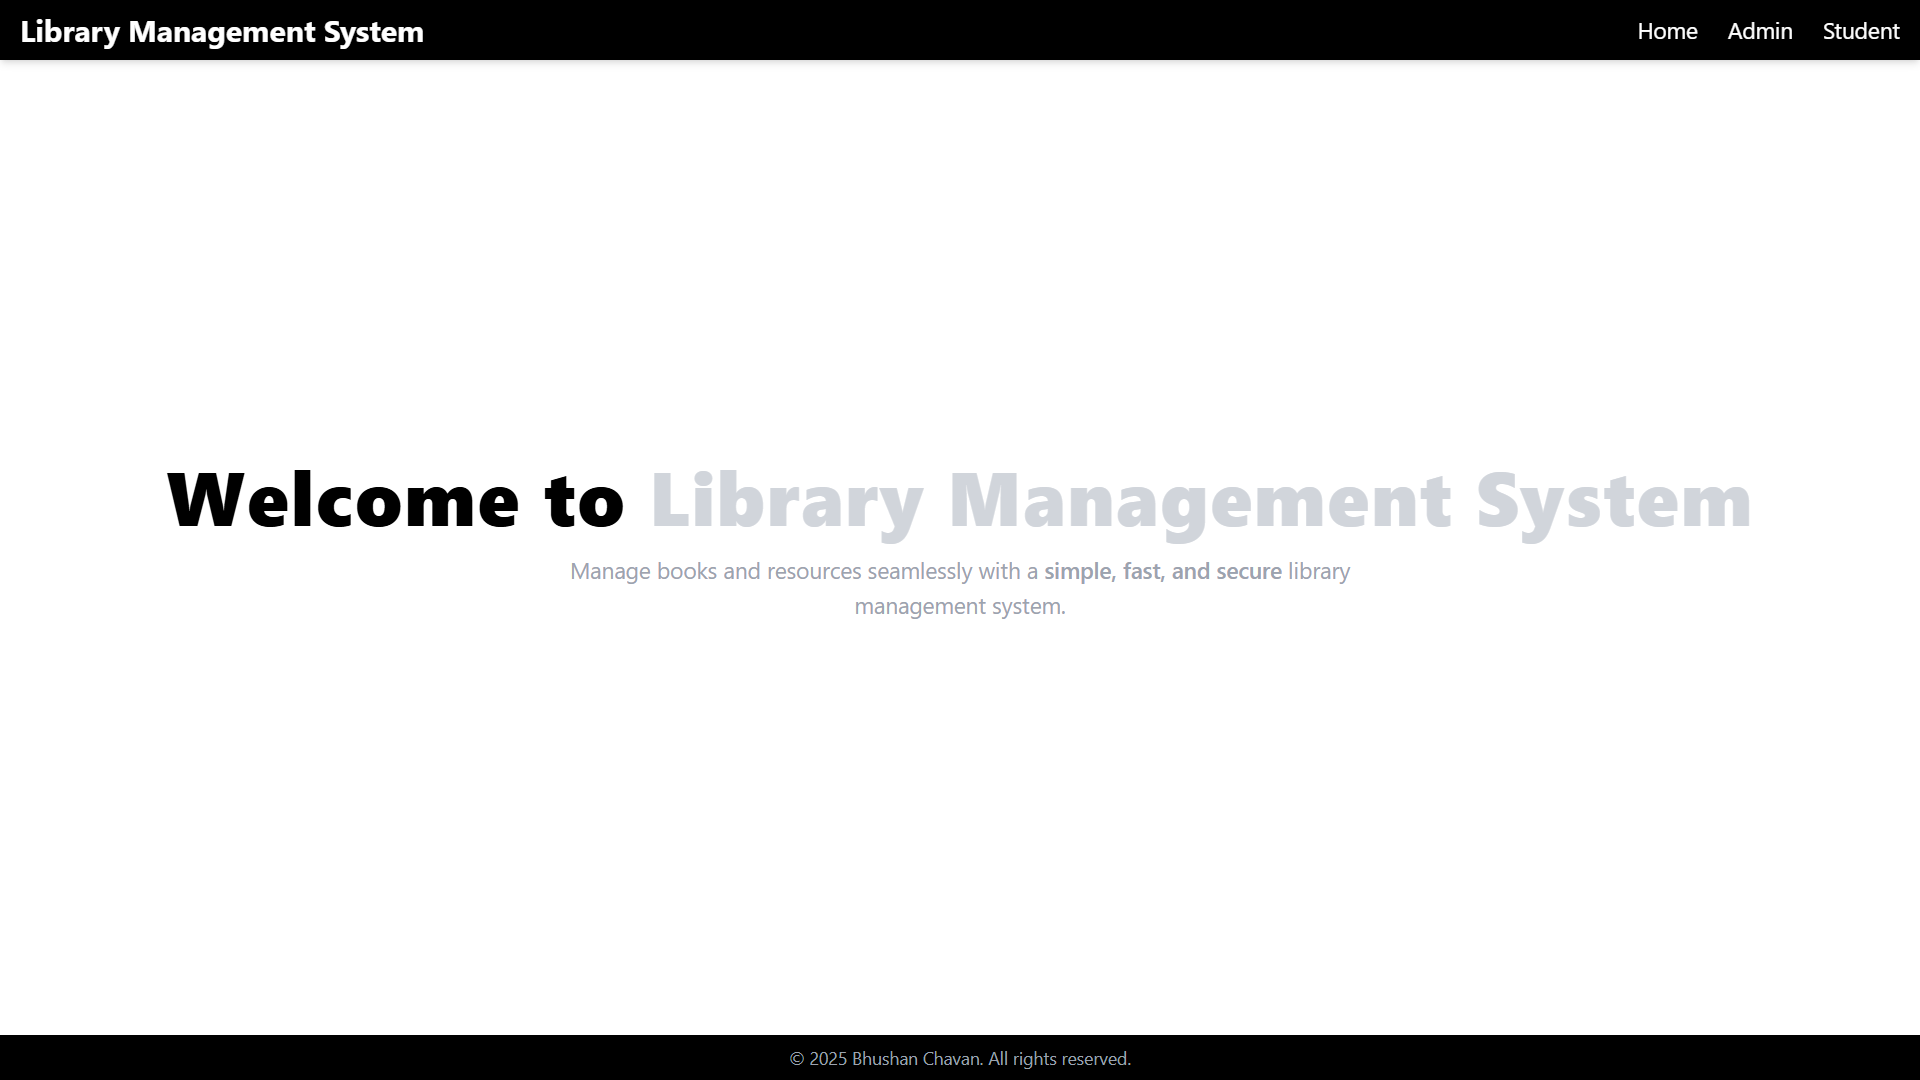 Library Management System
Home Admin Student
Welcome to Library Management System
Manage books and resources seamlessly with a simple, fast, and secure library
management system.
© 2025 Bhushan Chavan. All rights reserved.